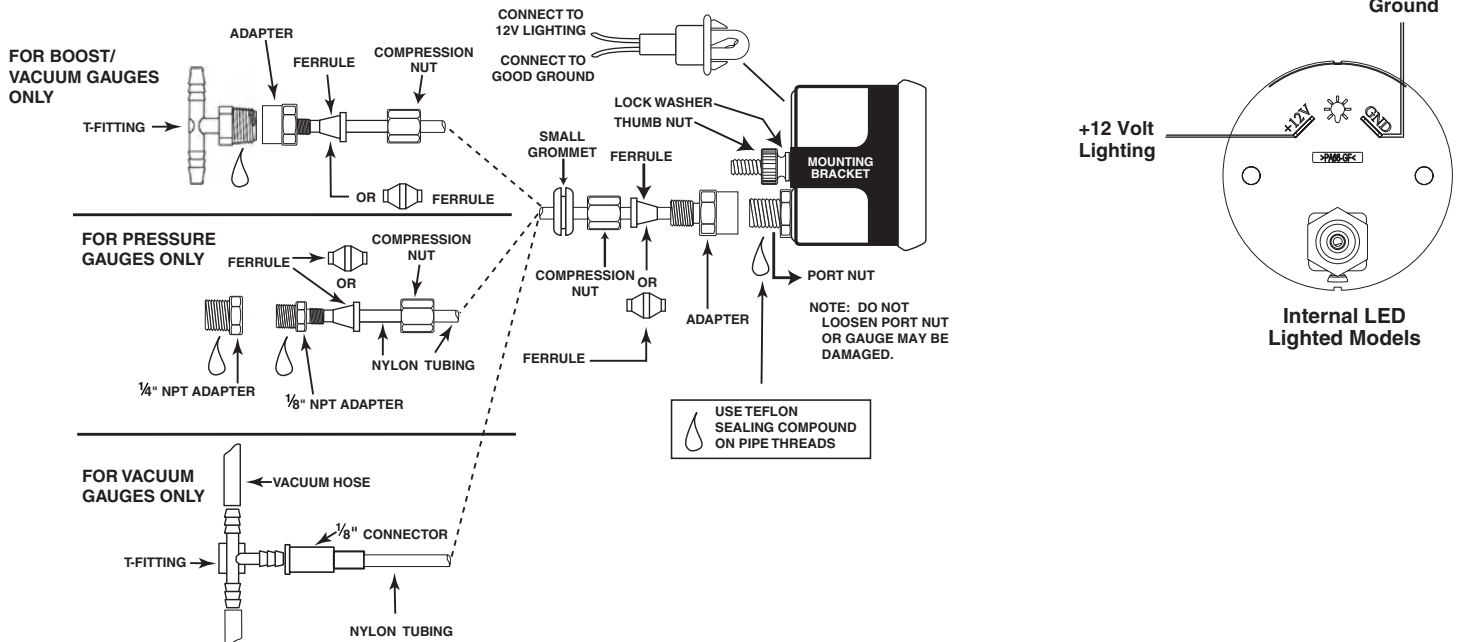 FOR BOOST/
VACUUM GAUGES
ONLY
T-FITTING
ADAPTER
FERRULE
COMPRESSION
NUT
OR
FERRULE
FOR PRESSURE
GAUGES ONLY
FERRULE
OR
COMPRESSION
NUT
NYLON TUBING
¼" NPT ADAPTER
⅛" NPT ADAPTER
FOR VACUUM
GAUGES ONLY
VACUUM HOSE
⅛" CONNECTOR
T-FITTING
NYLON TUBING
CONNECT TO
12V LIGHTING
CONNECT TO
GOOD GROUND
LOCK WASHER
THUMB NUT
SMALL
GROMMET
FERRULE
MOUNTING
BRACKET
COMPRESSION
NUT
OR
FERRULE
ADAPTER
PORT NUT
NOTE: DO NOT
LOOSEN PORT NUT
OR GAUGE MAY BE
DAMAGED.
USE TEFLON
SEALING COMPOUND
ON PIPE THREADS
Ground
+12 Volt
Lighting
+12V
GND
>PA66-GF<
Internal LED
Lighted Models